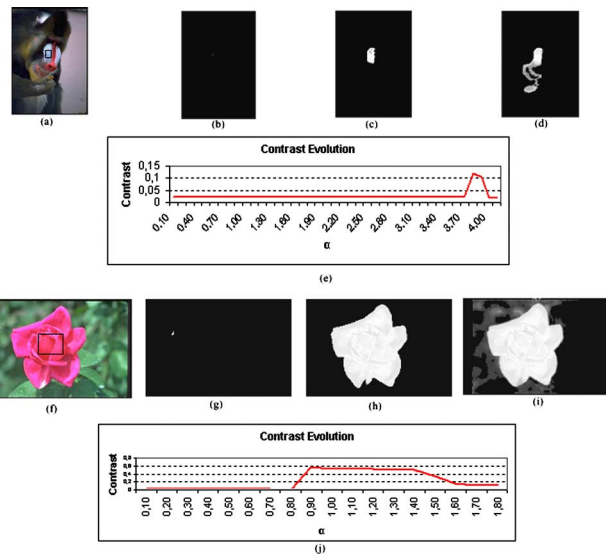 (a)
(b)
(c)
(d)
Contrast Evolution
Contrast
0,15
0,1
0,05
0
0.10
0.40
0.70
1.00
1.30
1.60
1.90
2.20
2.50
2.80
3.10
3.40
3.70
4.00
α
(e)
(f)
(g)
(h)
(i)
Contrast Evolution
Contrast
0,8
0,6
0,4
0,2
0
0,10
0,20
0,30
0,40
0,50
0,60
0,70
0,80
0,90
1,00
1,10
1,20
1,30
1,40
1,50
1,60
1,70
1,80
α
(j)